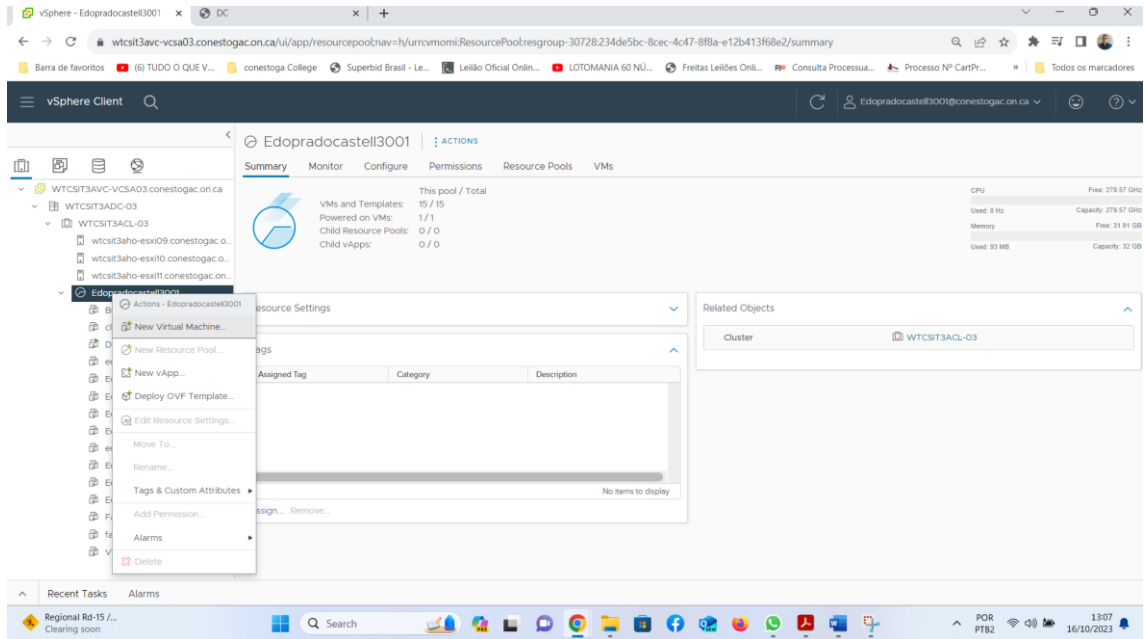 vSphere - Edopradocastell3001
DC
wtcsit3avc-vcsa03.conestogac.on.ca/ui/app/resourcepool;nav=h/urn:vmomi:ResourcePool:resgroup-30728:234de5bc-8cec-4c47-8f8a-e12b413f68e2/summary
Barra de favoritos
(6) TUDO O QUE V...
conestoga College
Superbid Brasil - Le...
Leilão Oficial Onlin...
LOTOMANIA 60 NÚ...
Freitas Leilões Onli...
Consulta Processua...
Processo Nº CartPr...
»
Todos os marcadores
vSphere Client
Edopradocastell3001@conestogac.on.ca
Edopradocastell3001
ACTIONS
Summary
Monitor
Configure
Permissions
Resource Pools
VMs
WTCSIT3AVC-VCSA03.conestogac.on.ca
WTCSIT3ADC-03
WTCSIT3ACL-03
wtcsit3aho-esxi09.conestogac.o...
wtcsit3aho-esxi10.conestogac.o...
wtcsit3aho-esxi11.conestogac.on...
Edopradocastell3001
This pool / Total
VMs and Templates: 15 / 15
Powered on VMs: 1 / 1
Child Resource Pools: 0 / 0
Child vApps: 0 / 0
CPU
Free: 279.57 GHz
Used: 0 Hz
Capacity: 279.57 GHz
Memory
Free: 31.91 GB
Used: 93 MB
Capacity: 32 GB
Actions - Edopradocastell3001
New Virtual Machine...
New Resource Pool...
New vApp...
Deploy OVF Template...
Edit Resource Settings...
Move To...
Rename...
Tags & Custom Attributes
Add Permission...
Alarms
Delete
esource Settings
ags
Assigned Tag
Category
Description
No items to display
ssign...
Remove...
Related Objects
Cluster
WTCSIT3ACL-03
Recent Tasks
Alarms
Regional Rd-15 /...
Clearing soon
Search
POR
PTB2
13:07
16/10/2023